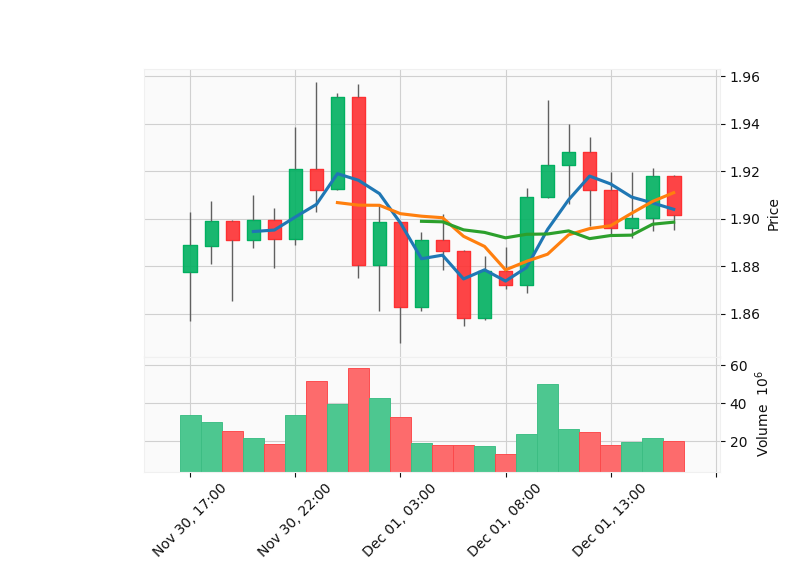 1.96
1.94
1.92
1.90
1.88
1.86
Price
60
40
20
Volume 10^6
Nov 30, 17:00
Nov 30, 22:00
Dec 01, 03:00
Dec 01, 08:00
Dec 01, 13:00